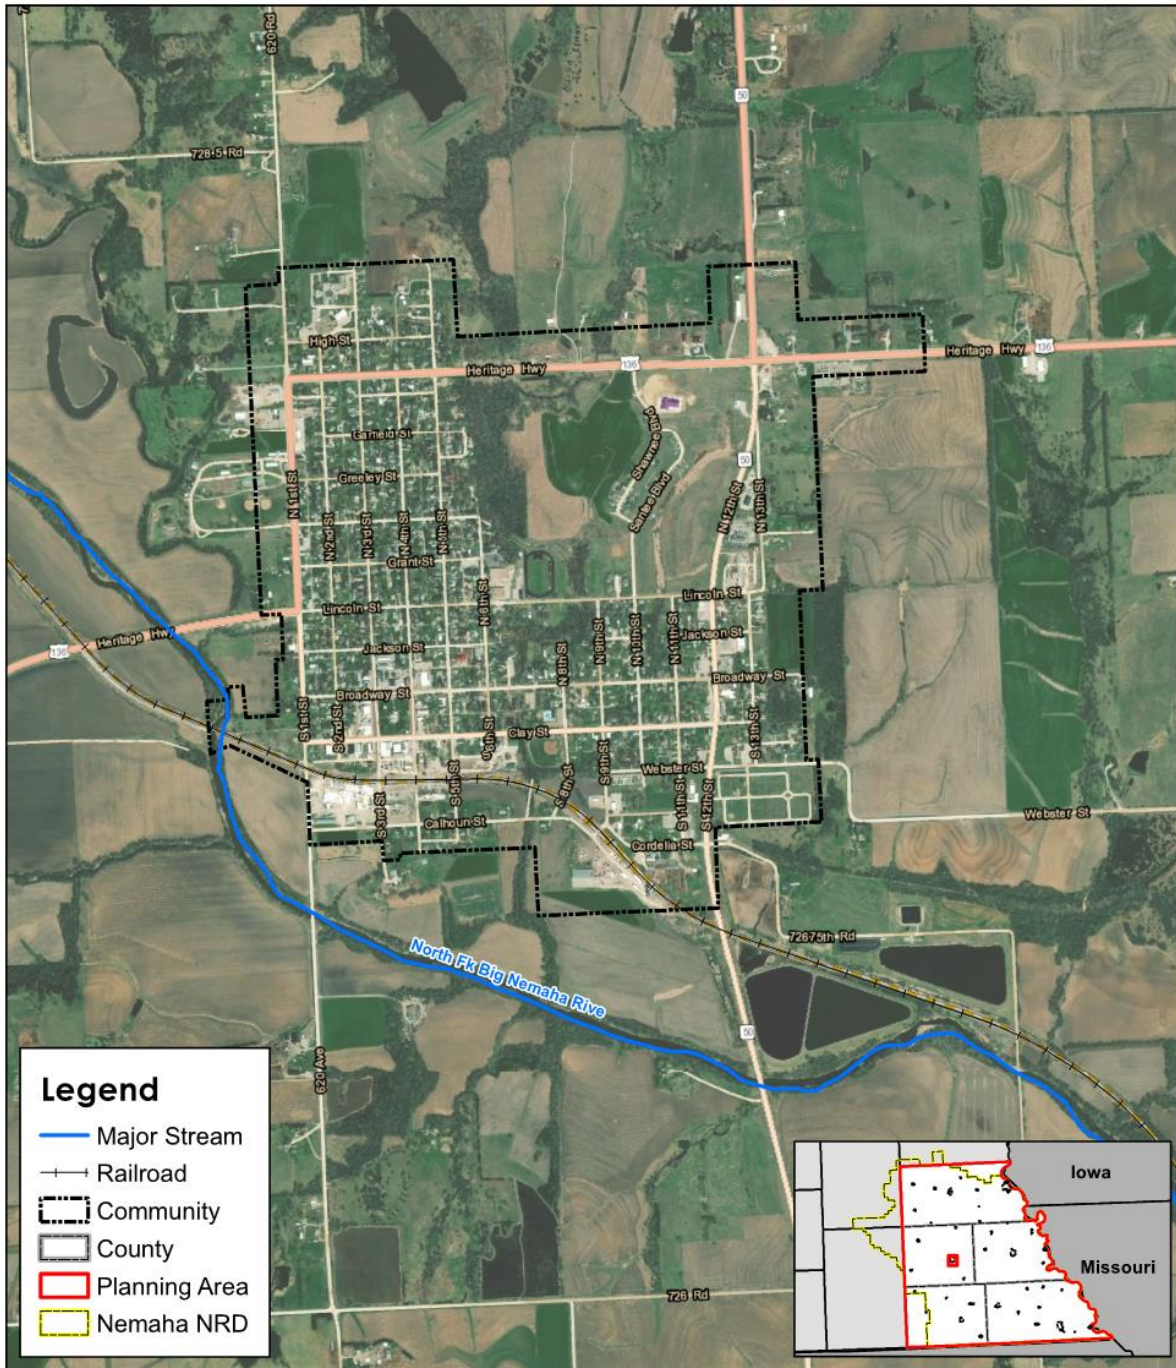 620 Rd
50
728.5 Rd
High St
Heritage Hwy
136
Heritage Hwy
136
Garfield St
Shawnee Blvd
Greeley St
Santee Blvd
50
N 1st St
N 2nd St
N 3rd St
N 4th St
N 5th St
N 12th St
N 13th St
Grant St
Lincoln St
N 6th St
Lincoln St
Heritage Hwy
136
Jackson St
N 8th St
N 9th St
N 10th St
N 11th St
Jackson St
Broadway St
Broadway St
S 1st St
S 2nd St
S 6th St
Clay St
S 13th St
S 3rd St
S 5th St
S 8th St
S 9th St
Webster St
S 11th St
S 12th St
Calhoun St
Webster St
Cordelia St
72675th Rd
North Fk Big Nemaha Rive
50
620 Ave
726 Rd
Legend
Major Stream
Railroad
Community
County
Planning Area
Nemaha NRD
Iowa
Missouri